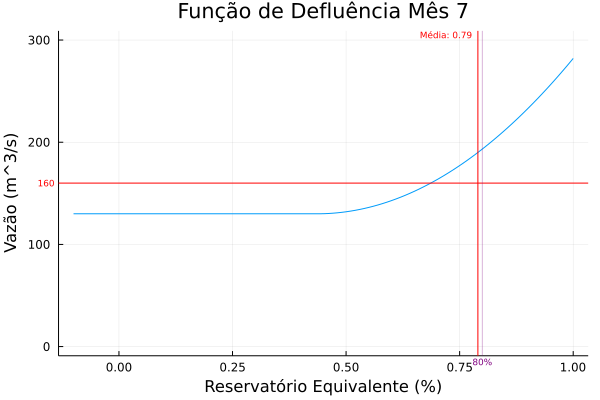 Função de Defluência Mês 7
Média: 0.79
300
200
160
100
0
Vazão (m^3/s)
0.00
0.25
0.50
0.75
80%
1.00
Reservatório Equivalente (%)